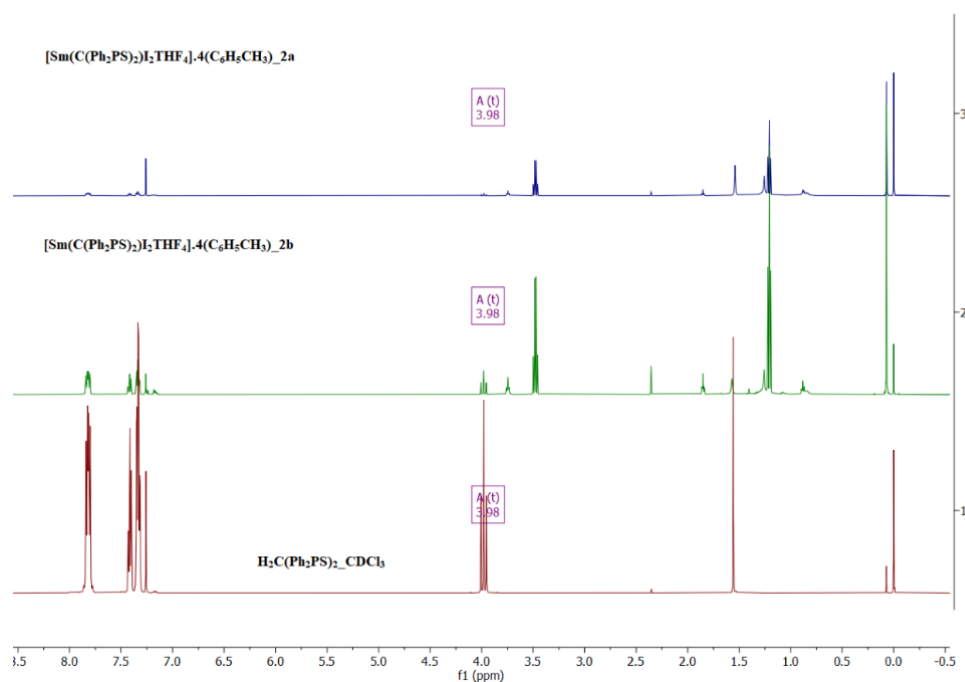 [Sm(C(Ph₂PS)₂)I₂THF₄].4(C₆H₅CH₃)_2a
A (t)
3.98
3
[Sm(C(Ph₂PS)₂)I₂THF₄].4(C₆H₅CH₃)_2b
A (t)
3.98
2
A (t)
3.98
1
H₂C(Ph₂PS)₂_CDCl₃
8.5 8.0 7.5 7.0 6.5 6.0 5.5 5.0 4.5 4.0 3.5 3.0 2.5 2.0 1.5 1.0 0.5 0.0 -0.5
f1 (ppm)